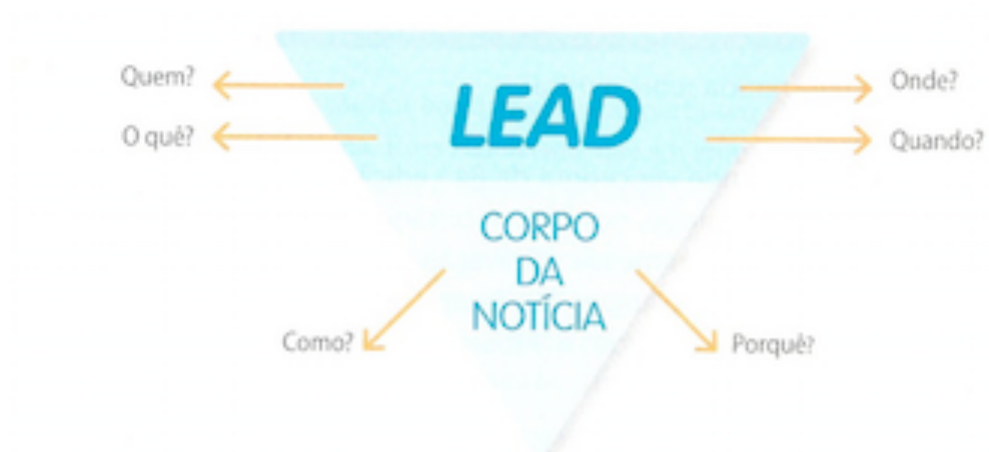 Quem?
Onde?
LEAD
O quê?
Quando?
CORPO
DA
NOTÍCIA
Como?
Porquê?